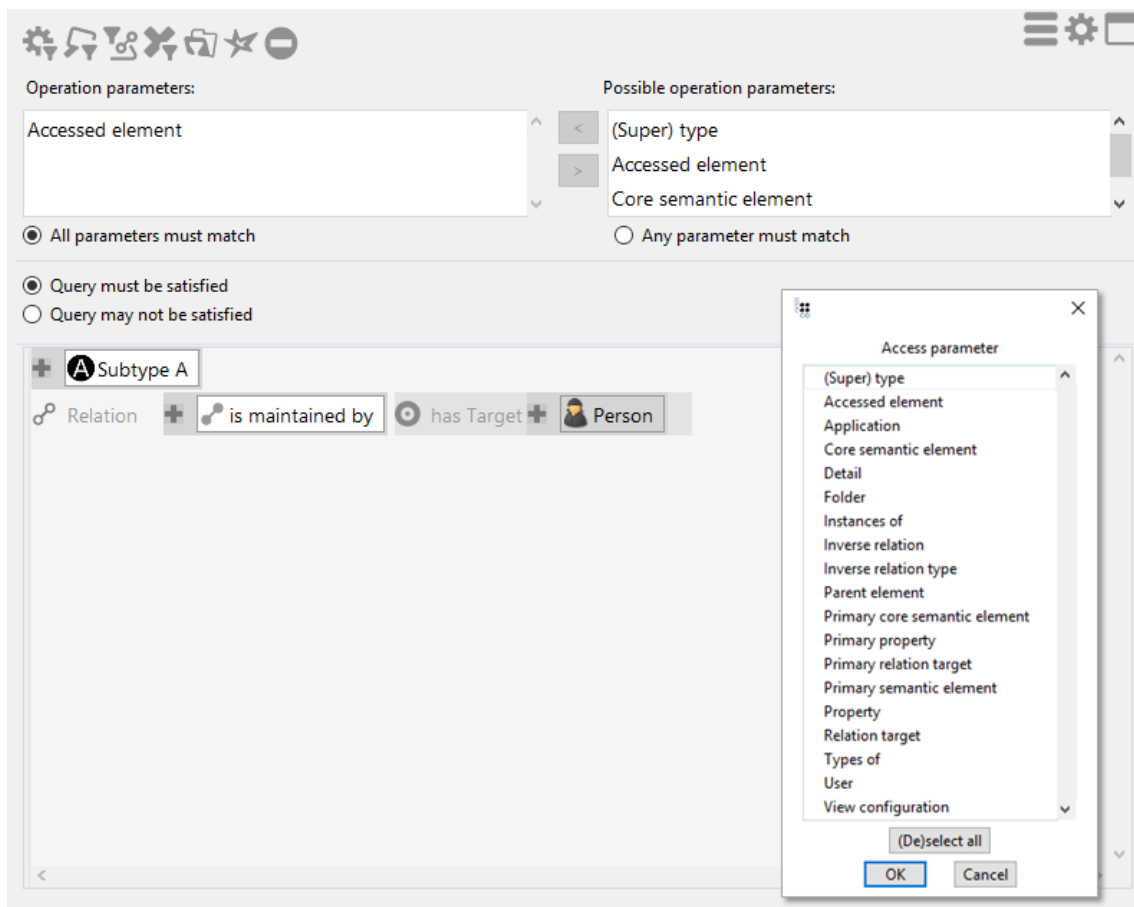 Operation parameters:
Possible operation parameters:
Accessed element
<
>
(Super) type
Accessed element
Core semantic element
All parameters must match
Any parameter must match
Query must be satisfied
Query may not be satisfied
A Subtype A
Relation is maintained by has Target Person
Access parameter
(Super) type
Accessed element
Application
Core semantic element
Detail
Folder
Instances of
Inverse relation
Inverse relation type
Parent element
Primary core semantic element
Primary property
Primary relation target
Primary semantic element
Property
Relation target
Types of
User
View configuration
(De)select all
OK Cancel